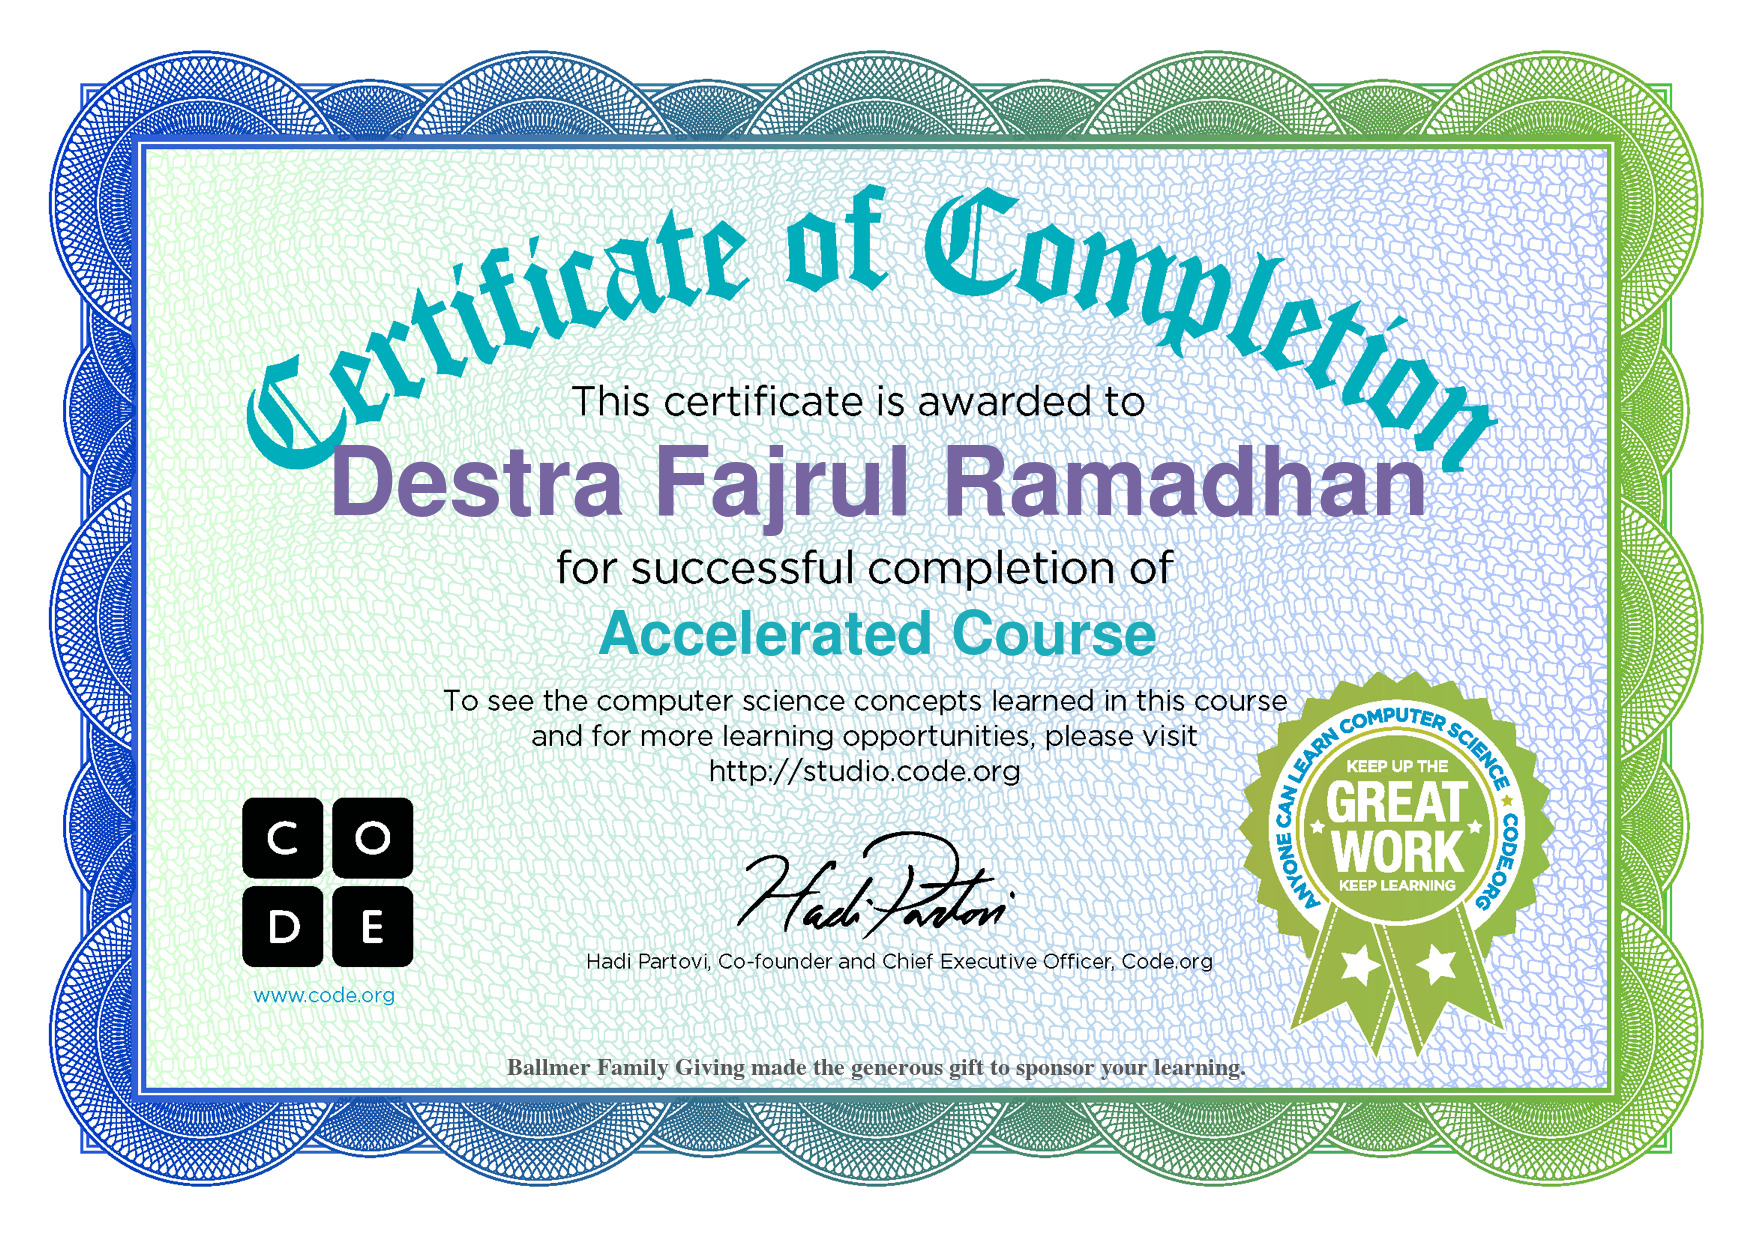 Certificate of Completion
This certificate is awarded to
Destra Fajrul Ramadhan
for successful completion of
Accelerated Course
To see the computer science concepts learned in this course
and for more learning opportunities, please visit
http://studio.code.org
C O
D E
www.code.org
Hadi Partovi
Hadi Partovi, Co-founder and Chief Executive Officer, Code.org
ANYONE CAN LEARN COMPUTER SCIENCE ★ CODE.ORG
KEEP UP THE
GREAT
WORK
KEEP LEARNING
Ballmer Family Giving made the generous gift to sponsor your learning.